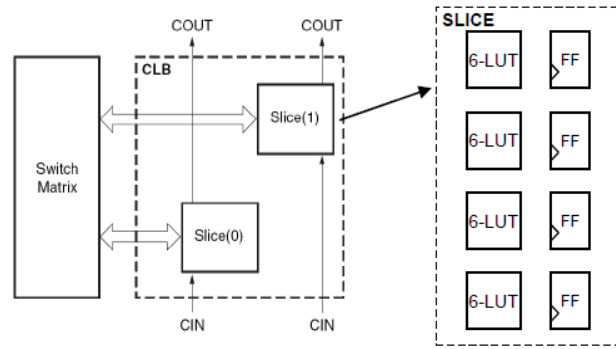 COUT
COUT
CLB
Slice(1)
Switch
Matrix
Slice(0)
CIN
CIN
SLICE
6-LUT
FF
6-LUT
FF
6-LUT
FF
6-LUT
FF